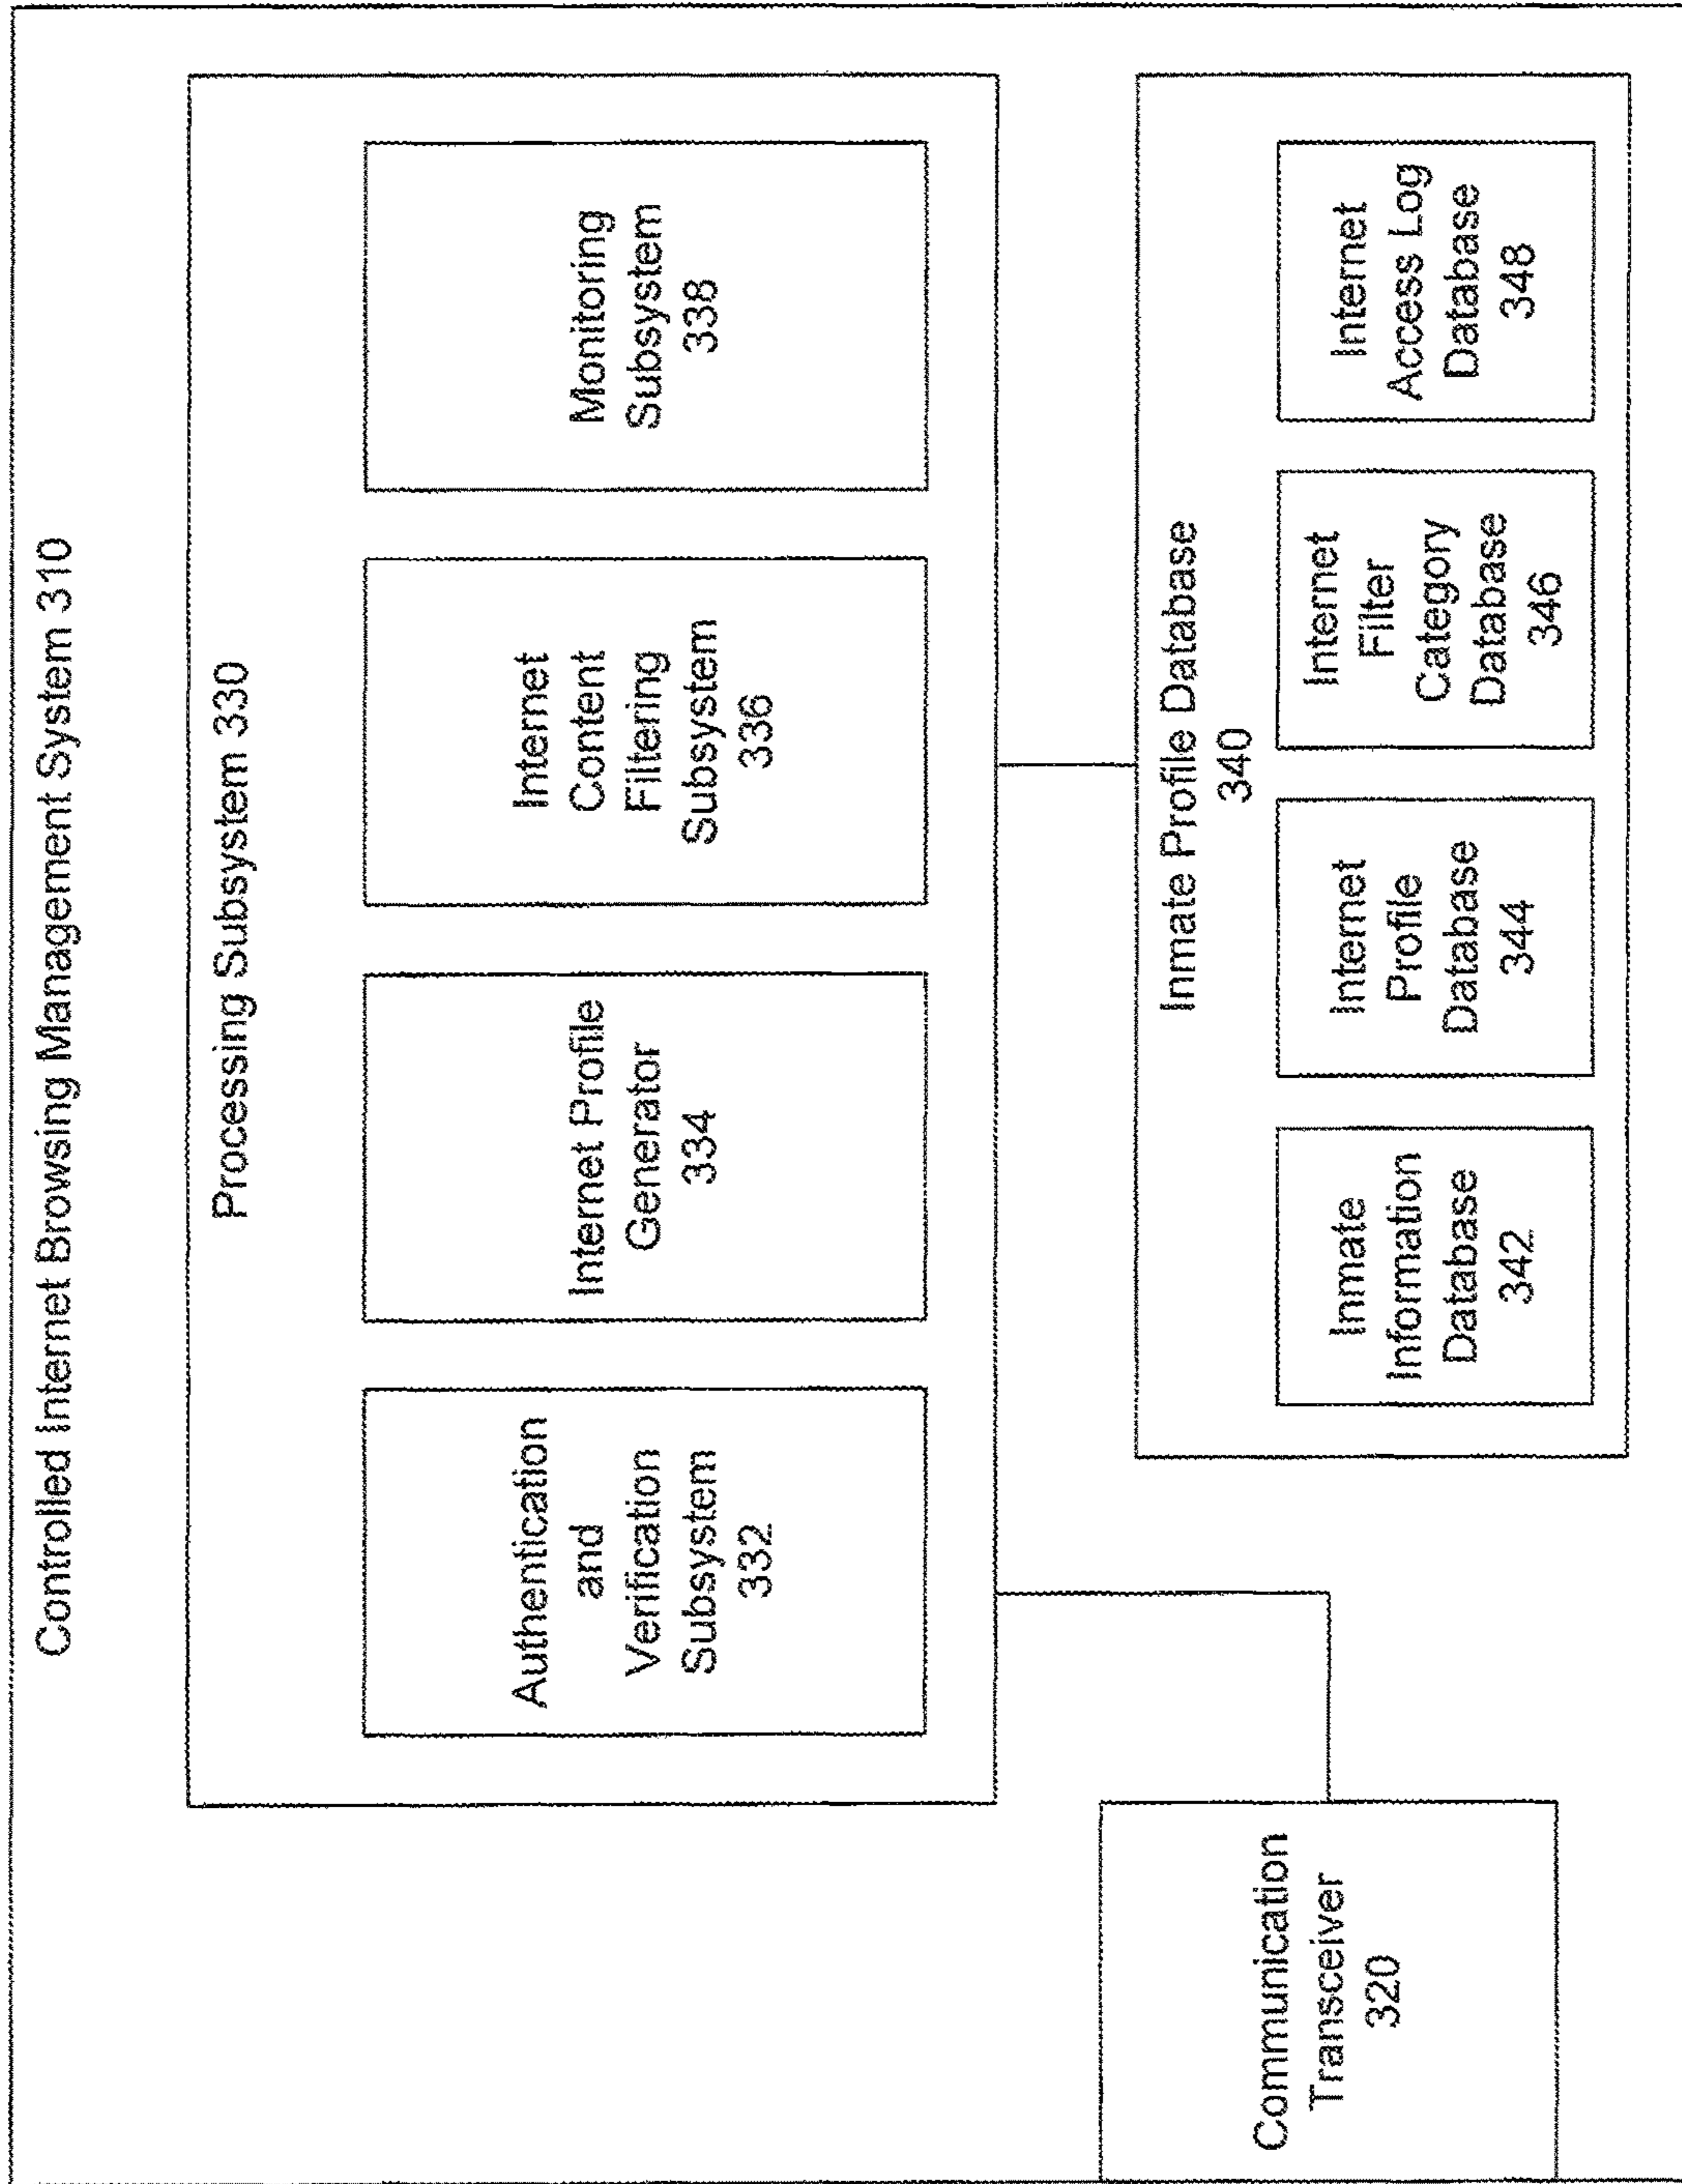 Controlled Internet Browsing Management System 310
Processing Subsystem 330
Authentication
and
Verification
Subsystem
332
Internet Profile
Generator
334
Internet
Content
Filtering
Subsystem
336
Monitoring
Subsystem
338
Communication
Transceiver
320
Inmate Profile Database
340
Inmate
Information
Database
342
Internet
Profile
Database
344
Internet
Filter
Category
Database
346
Internet
Access Log
Database
348